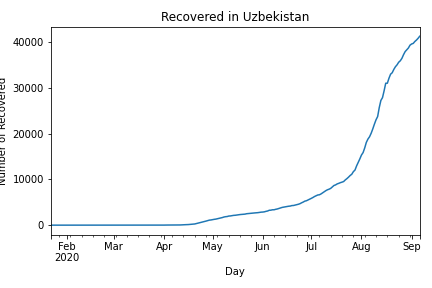 Recovered in Uzbekistan
40000
30000
20000
10000
0
Number of Recovered
Feb Mar Apr May Jun Jul Aug Sep
2020
Day